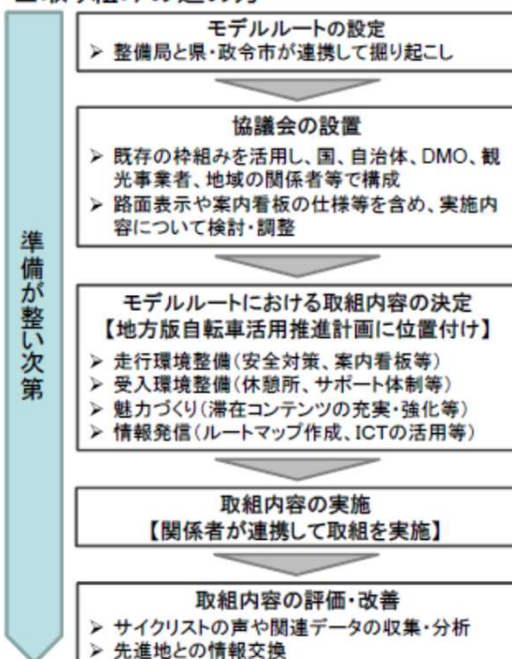 モデルルートの設定
➢ 整備局と県・政令市が連携して掘り起こし
協議会の設置
➢ 既存の枠組みを活用し、国、自治体、DMO、観
光事業者、地域の関係者等で構成
➢ 路面表示や案内看板の仕様等を含め、実施内
容について検討・調整
準備が整い次第
モデルルートにおける取組内容の決定
【地方版自転車活用推進計画に位置付け】
➢ 走行環境整備(安全対策、案内看板等)
➢ 受入環境整備(休憩所、サポート体制等)
➢ 魅力づくり(滞在コンテンツの充実・強化等)
➢ 情報発信(ルートマップ作成、ICTの活用等)
取組内容の実施
【関係者が連携して取組を実施】
取組内容の評価・改善
➢ サイクリストの声や関連データの収集・分析
➢ 先進地との情報交換